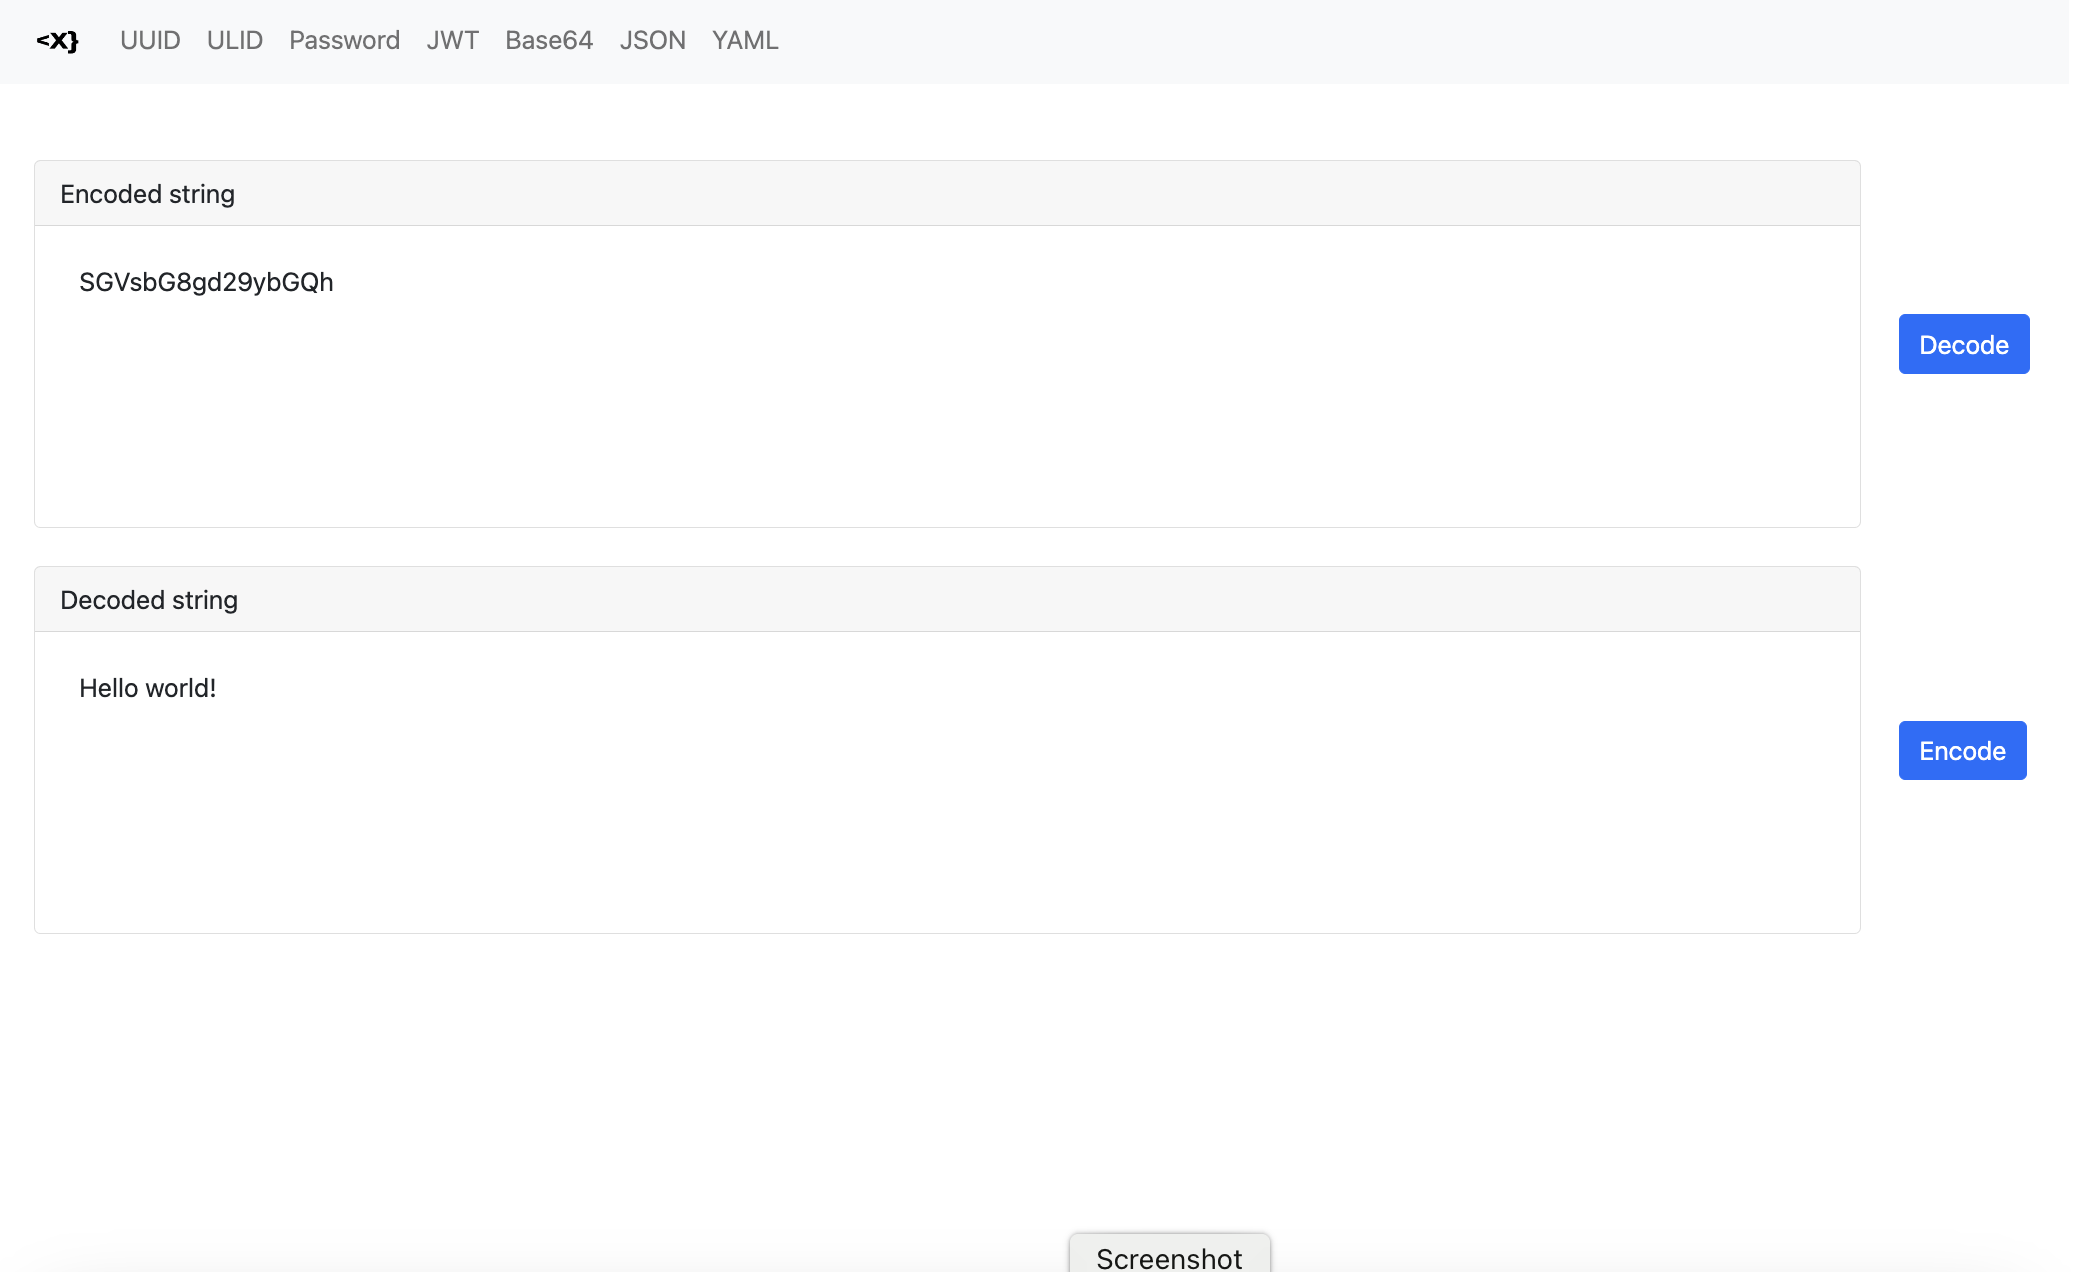 <X} UUID ULID Password JWT Base64 JSON YAML
Encoded string
SGVsbG8gd29ybGQh
Decode
Decoded string
Hello world!
Encode
Screenshot